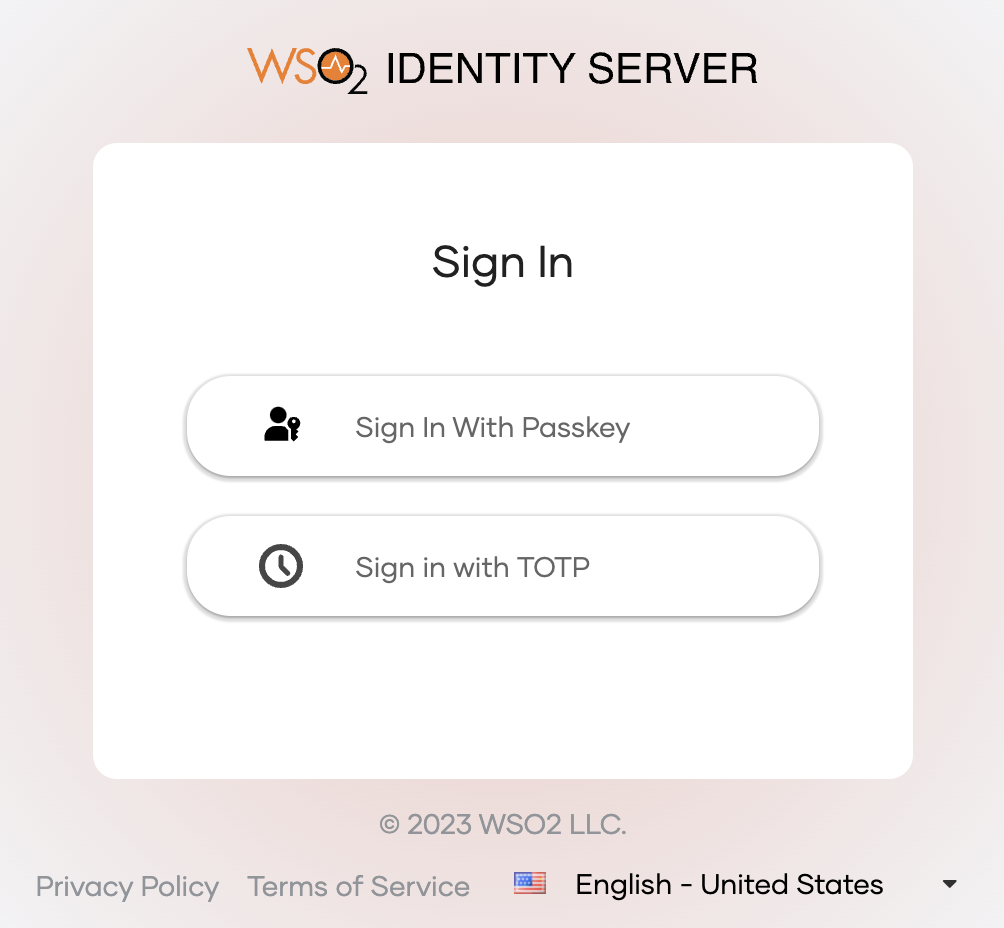 WSO2 IDENTITY SERVER
Sign In
Sign In With Passkey
Sign in with TOTP
© 2023 WSO2 LLC.
Privacy Policy Terms of Service English - United States